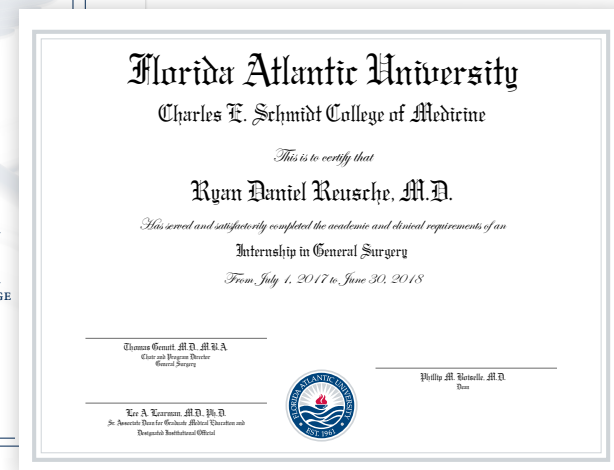 Florida Atlantic University
Charles E. Schmidt College of Medicine
This is to certify that
Ryan Daniel Reusche, M.D.
Has served and satisfactorily completed the academic and clinical requirements of an
Internship in General Surgery
From July 1, 2017 to June 30, 2018
Thomas Genuit, M.D., M.B.A.
Chair and Program Director
General Surgery
Phillip M. Boiselle, M.D.
Dean
Lee A. Learman, M.D., Ph.D.
Sr. Associate Dean for Graduate Medical Education and
Designated Institutional Official
FLORIDA ATLANTIC UNIVERSITY
EST. 1961
GE